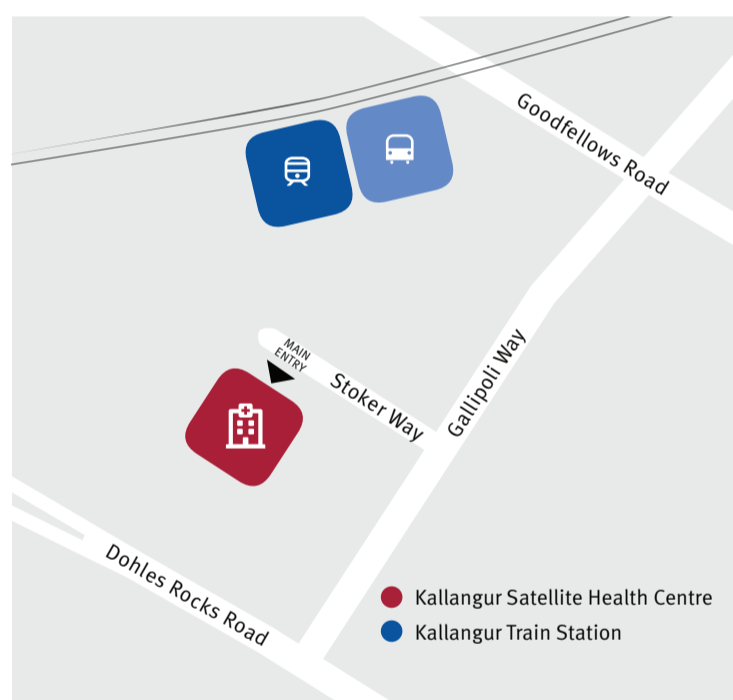 Goodfellows Road
MAIN
ENTRY
Stoker Way
Gallipoli Way
Dohles Rocks Road
Kallangur Satellite Health Centre
Kallangur Train Station